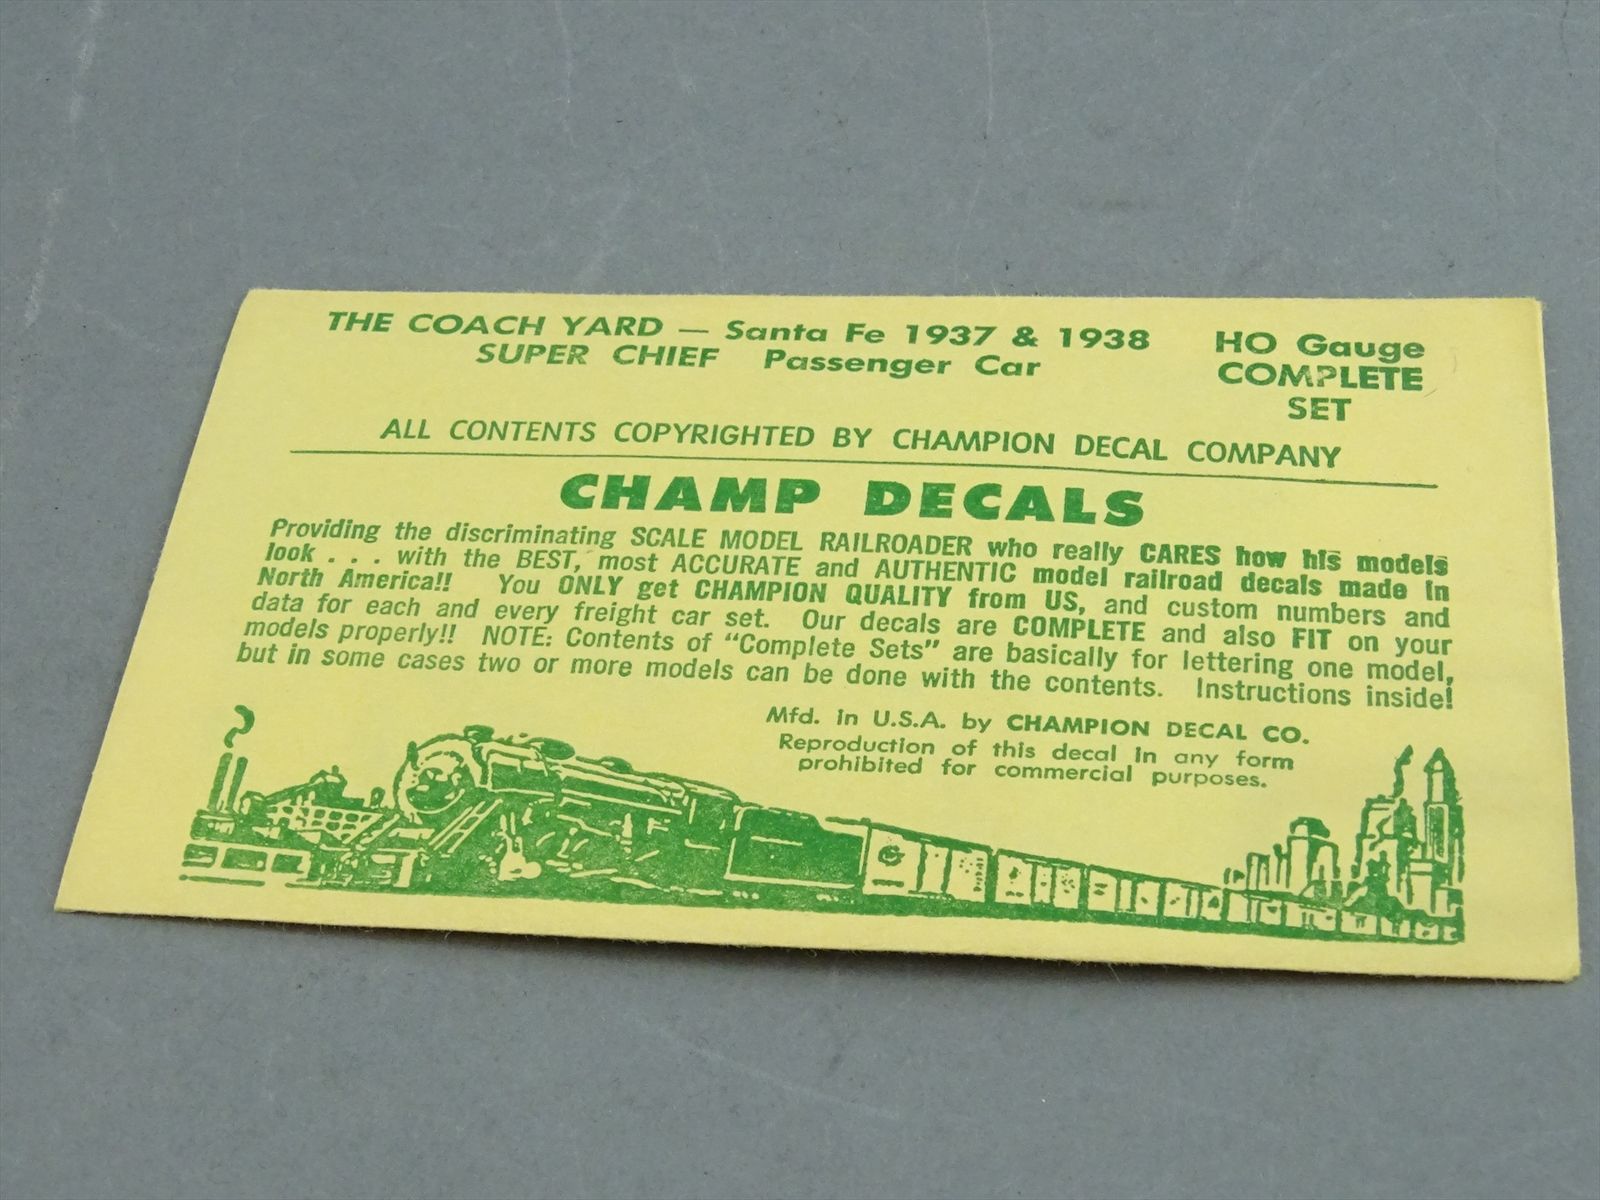 THE COACH YARD — Santa Fe 1937 & 1938
SUPER CHIEF Passenger Car
HO Gauge
COMPLETE
SET
ALL CONTENTS COPYRIGHTED BY CHAMPION DECAL COMPANY
CHAMP DECALS
Providing the discriminating SCALE MODEL RAILROADER who really CARES how his models
look . . . with the BEST, most ACCURATE and AUTHENTIC model railroad decals made in
North America!! You ONLY get CHAMPION QUALITY from US, and custom numbers and
data for each and every freight car set. Our decals are COMPLETE and also FIT on your
models properly!! NOTE: Contents of "Complete Sets" are basically for lettering one model,
but in some cases two or more models can be done with the contents. Instructions inside!
Mfd. in U.S.A. by CHAMPION DECAL CO.
Reproduction of this decal in any form
prohibited for commercial purposes.